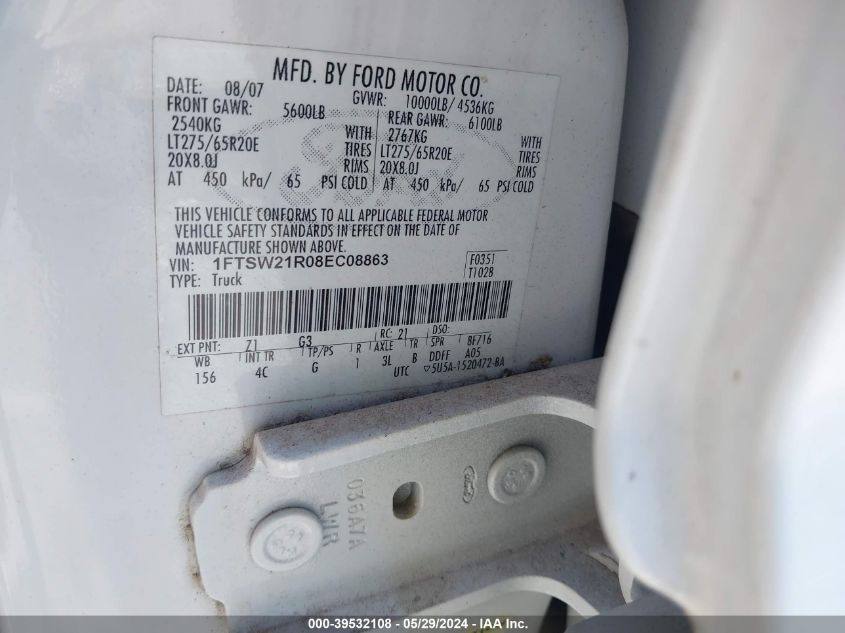 MFD. BY FORD MOTOR CO.
DATE: 08/07 GVWR: 10000LB/ 4536KG
FRONT GAWR: 5600LB REAR GAWR: 6100LB
2540KG WITH 2767KG WITH
LT275/65R20E TIRES LT275/65R20E TIRES
20X8.0J RIMS 20X8.0J RIMS
AT 450 kPa/ 65 PSI COLD AT 450 kPa/ 65 PSI COLD
THIS VEHICLE CONFORMS TO ALL APPLICABLE FEDERAL MOTOR
VEHICLE SAFETY STANDARDS IN EFFECT ON THE DATE OF
MANUFACTURE SHOWN ABOVE.
VIN: 1FTSW21R08EC08863 F0351
TYPE: Truck T1028
EXT PNT: Z1 G3 RC: 21 DSO:
WB INT TR TP/PS R AXLE TR SPR BF716
156 4C G 1 3L B DDFF A05
UTC ▽5U5A-1520472-BA
036A7A
LWR
000-39532108 - 05/29/2024 - IAA Inc.